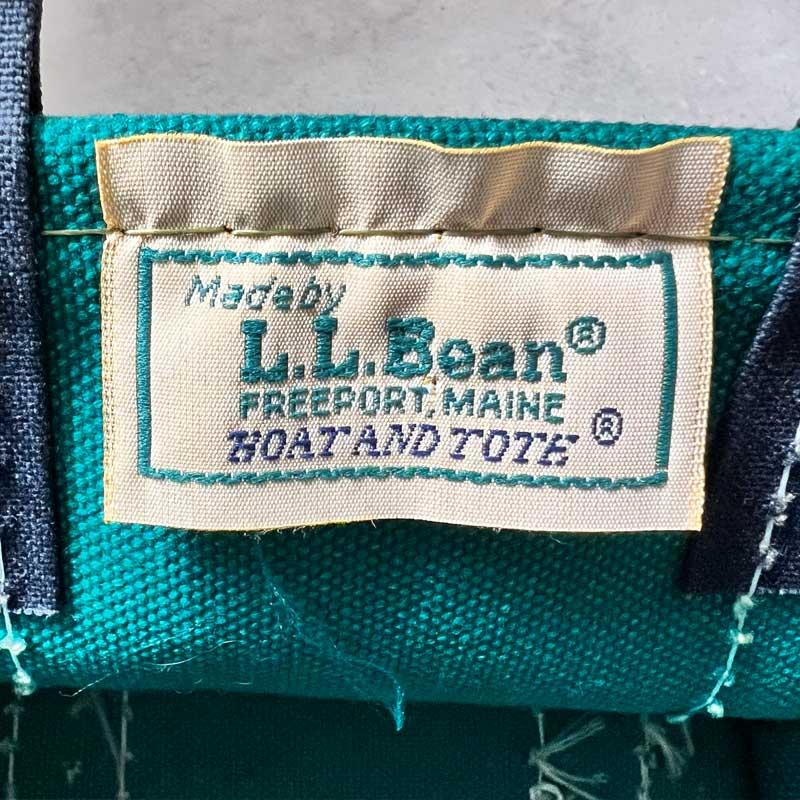 Made by
L.L.Bean®
FREEPORT, MAINE
BOAT AND TOTE®